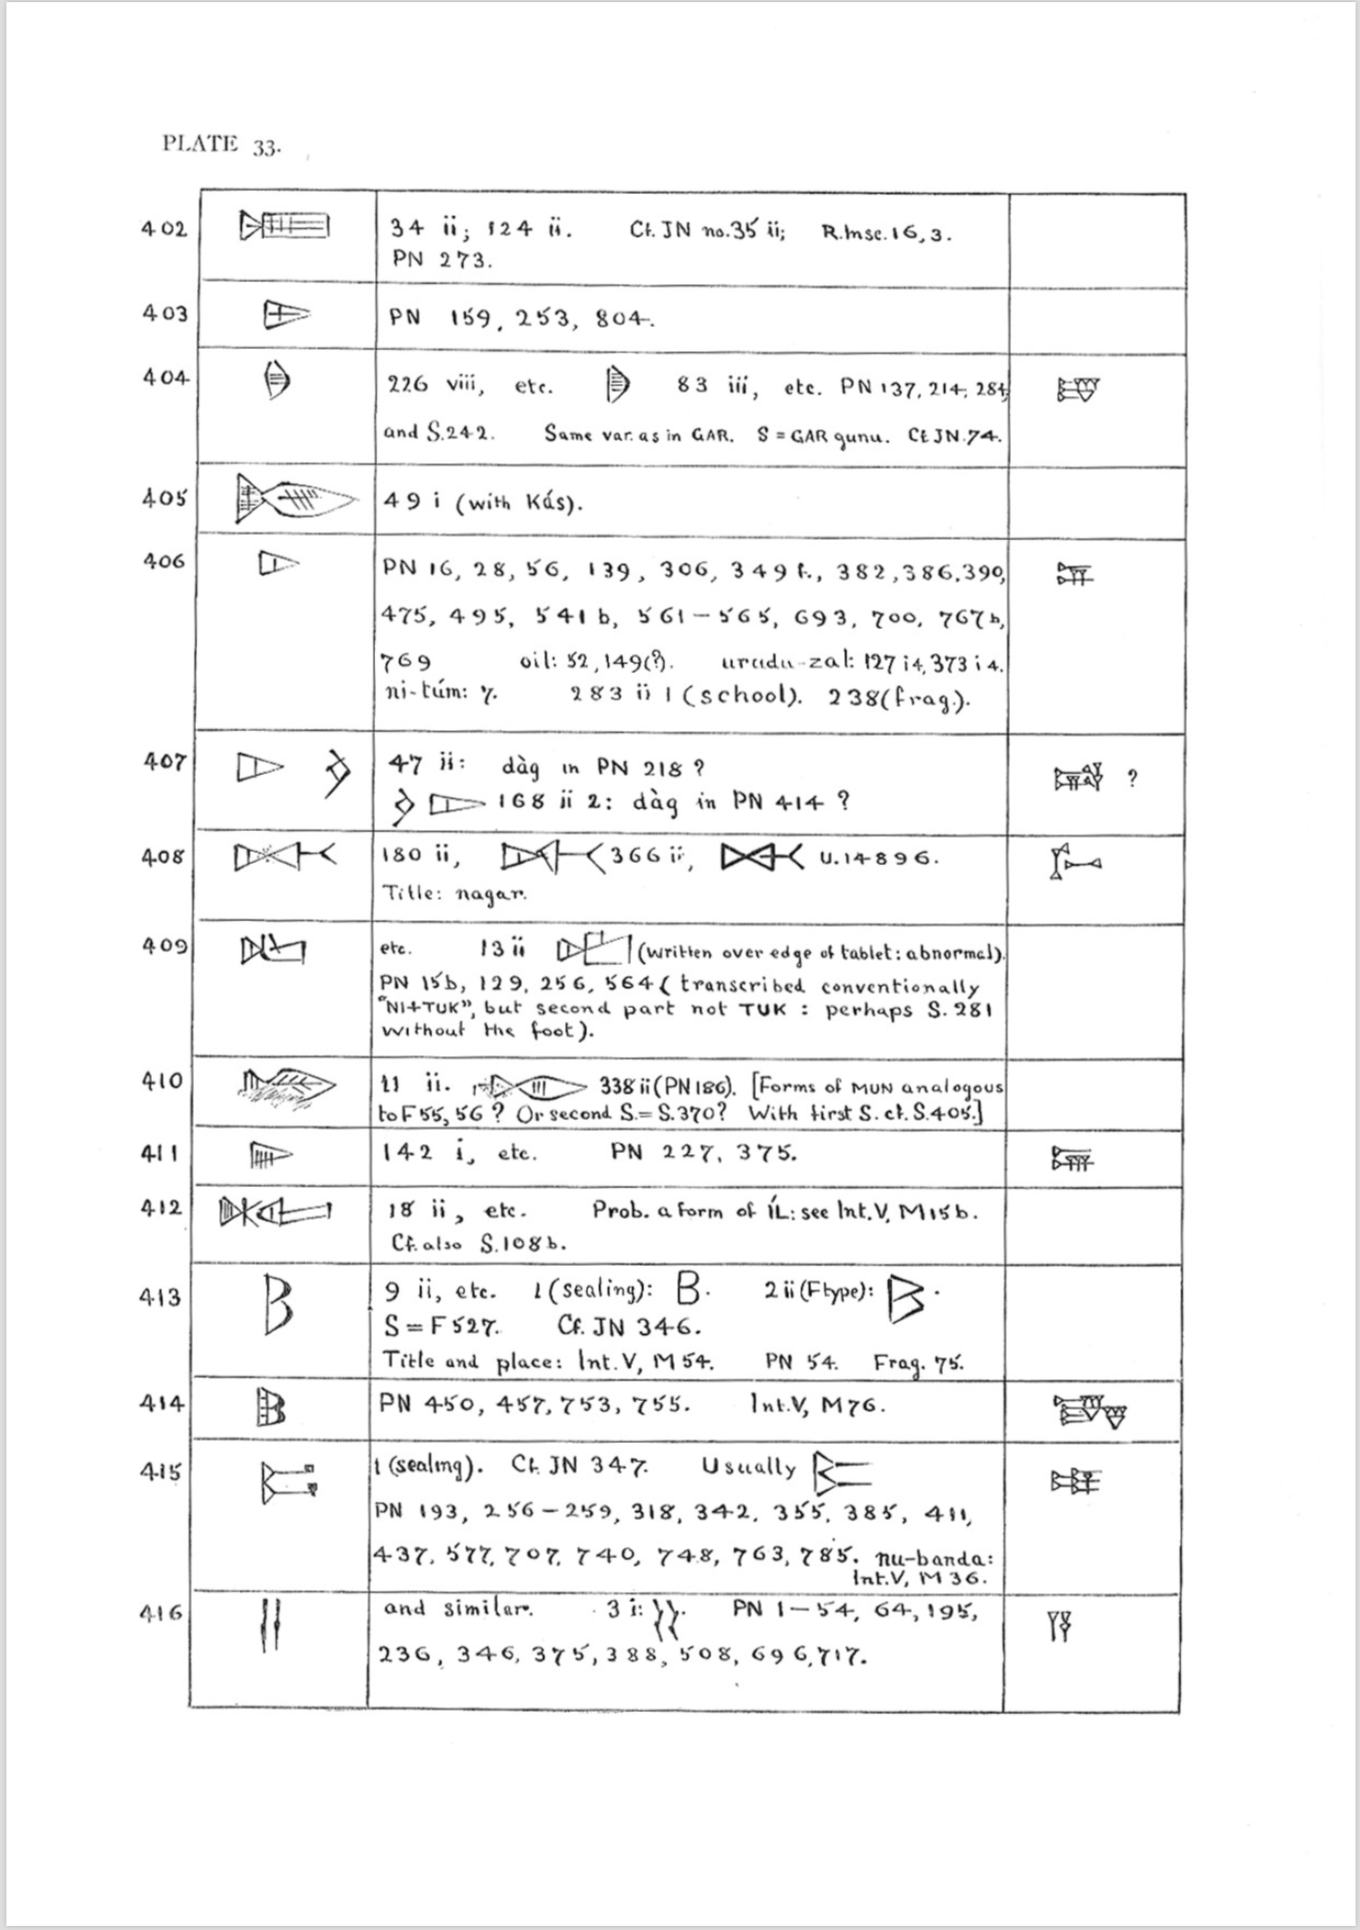 PLATE 33.
402 34 ii; 124 ii. Cf. JN no.35 ii; R.Insc.16,3.
PN 273.
403 PN 159, 253, 804.
404 226 viii, etc. 83 iii, etc. PN 137, 214, 284,
and S.242. Same var. as in GAR. S = GAR gunu. Cf JN.74.
405 49 i (with Kás).
406 PN 16, 28, 56, 139, 306, 349 f., 382, 386, 390,
475, 495, 541 b, 561–565, 693, 700, 767 b,
769 oil: 52, 149(?). urudu-zal: 127 i 4, 373 i 4.
ni-túm: 7. 283 ii 1 (school). 238 (frag.).
407 47 ii: dàg in PN 218 ?
168 ii 2: dàg in PN 414 ?
?
408 180 ii, 366 ii, U.14896.
Title: nagar.
409 etc. 13 ii (written over edge of tablet: abnormal).
PN 15b, 129, 256, 564 ( transcribed conventionally
"NI+TUK", but second part not TUK : perhaps S. 281
without the foot).
410 11 ii. 338 ii (PN 186). [Forms of MUN analogous
to F 55, 56 ? Or second S. = S.370? With first S. cf. S.405.]
411 142 i, etc. PN 227, 375.
412 18 ii, etc. Prob. a form of ÍL: see Int. V, M 15 b.
Cf. also S.108 b.
413 9 ii, etc. 1 (sealing): 2 ii (F type):
S = F 527. Cf. JN 346.
Title and place: Int. V, M 54. PN 54. Frag. 75.
414 PN 450, 457, 753, 755. Int. V, M 76.
415 1 (sealing). Cf. JN 347. Usually
PN 193, 256–259, 318, 342, 355, 385, 411,
437, 577, 707, 740, 748, 763, 785. nu-banda:
Int. V, M 36.
416 and similar. 3 i: PN 1–54, 64, 195,
236, 346, 375, 388, 508, 696, 717.